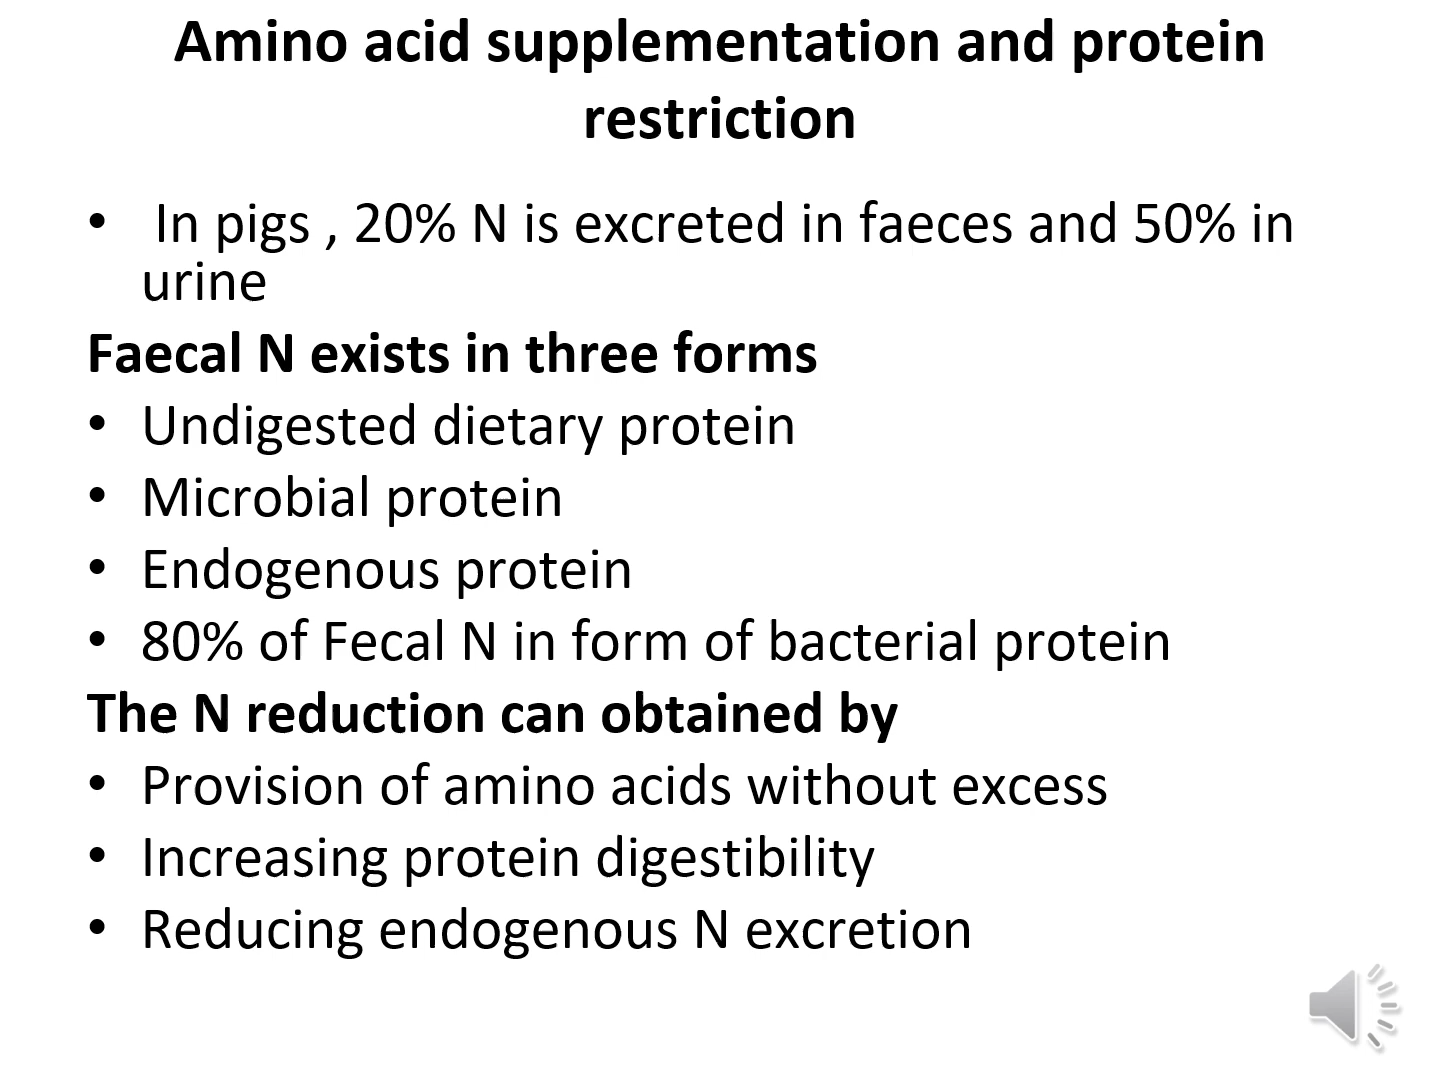 Amino acid supplementation and protein
restriction
• In pigs , 20% N is excreted in faeces and 50% in
urine
Faecal N exists in three forms
• Undigested dietary protein
• Microbial protein
• Endogenous protein
• 80% of Fecal N in form of bacterial protein
The N reduction can obtained by
• Provision of amino acids without excess
• Increasing protein digestibility
• Reducing endogenous N excretion